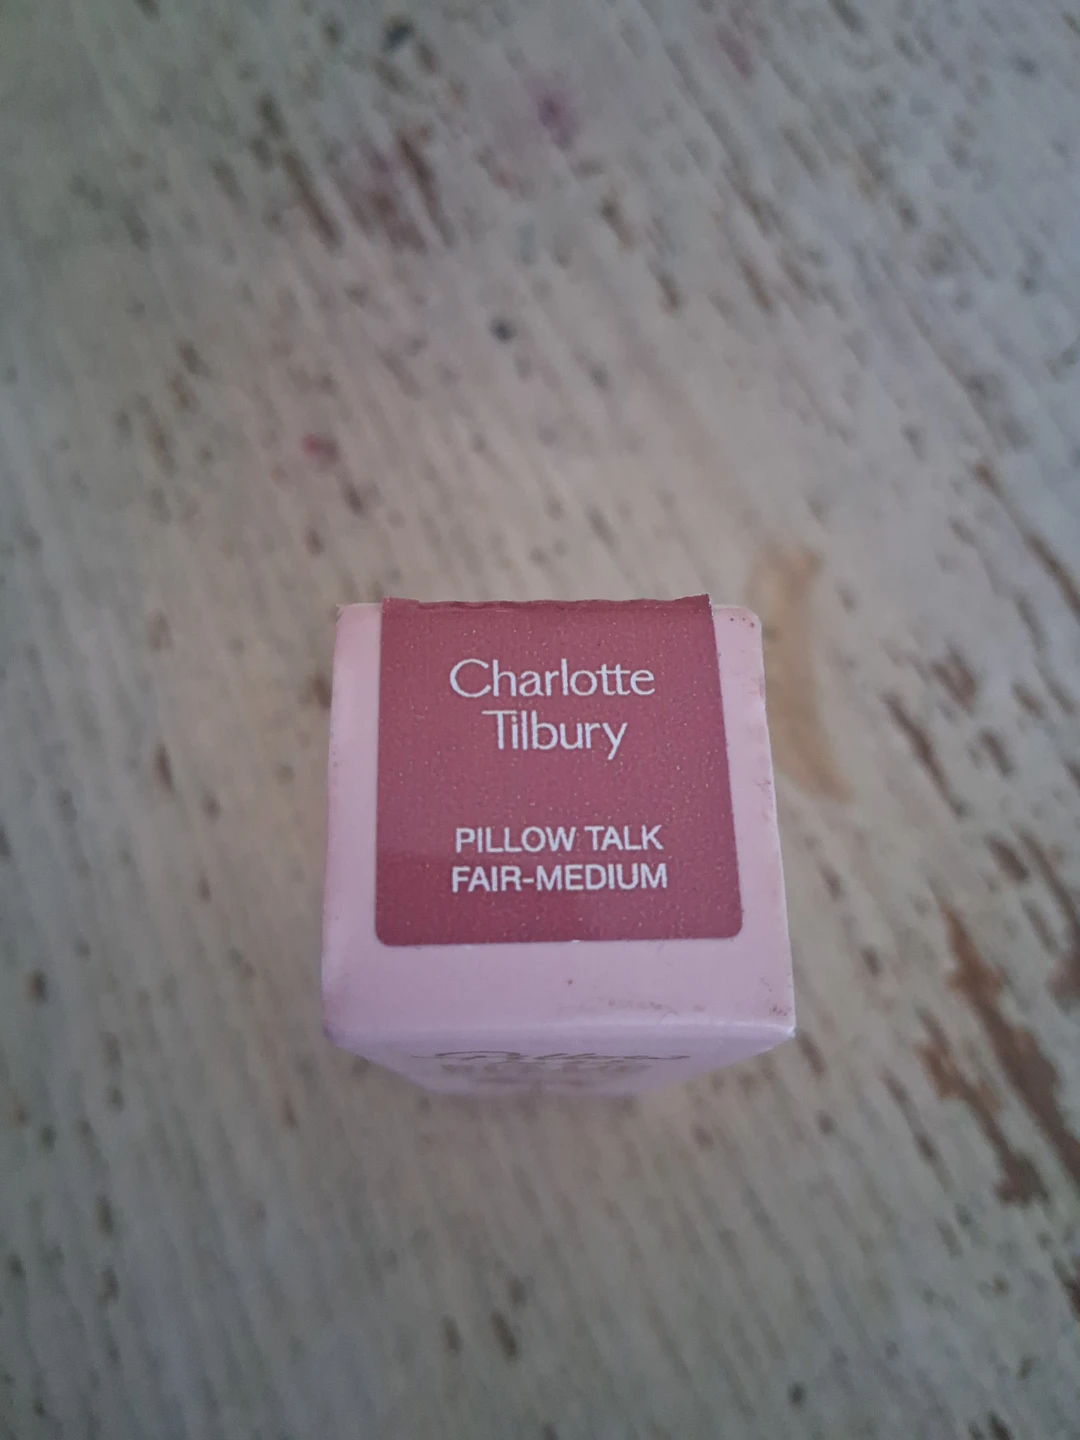 Charlotte
Tilbury
PILLOW TALK
FAIR-MEDIUM